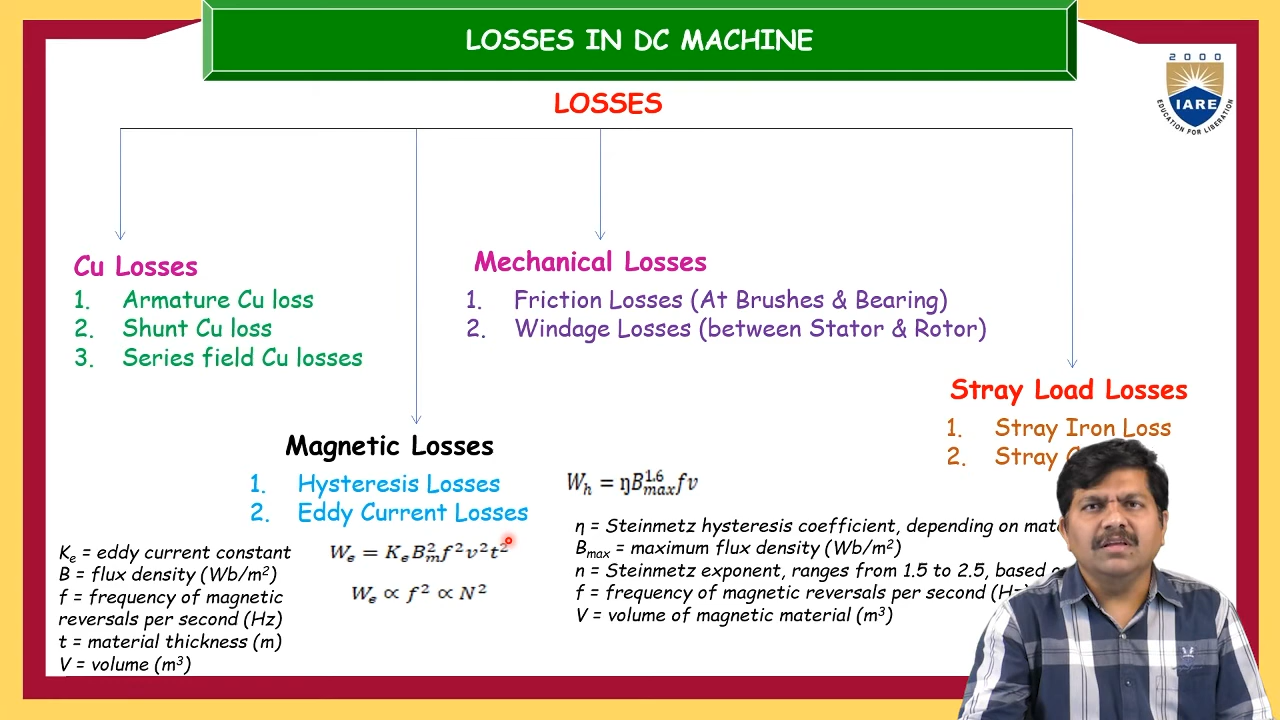 LOSSES IN DC MACHINE
2000
IARE
EDUCATION FOR LIBERATION
LOSSES
Cu Losses
1. Armature Cu loss
2. Shunt Cu loss
3. Series field Cu losses
Mechanical Losses
1. Friction Losses (At Brushes & Bearing)
2. Windage Losses (between Stator & Rotor)
Stray Load Losses
1. Stray Iron Loss
2. Stray
Magnetic Losses
1. Hysteresis Losses
2. Eddy Current Losses
Kₑ = eddy current constant
B = flux density (Wb/m²)
f = frequency of magnetic
reversals per second (Hz)
t = material thickness (m)
V = volume (m³)
Wₑ = KₑB²ₘf²v²t²
Wₑ ∝ f² ∝ N²
Wₕ = ŋB¹·⁶ₘₐₓfv
η = Steinmetz hysteresis coefficient, depending on
Bₘₐₓ = maximum flux density (Wb/m²)
n = Steinmetz exponent, ranges from 1.5 to 2.5, based
f = frequency of magnetic reversals per second (Hz)
V = volume of magnetic material (m³)